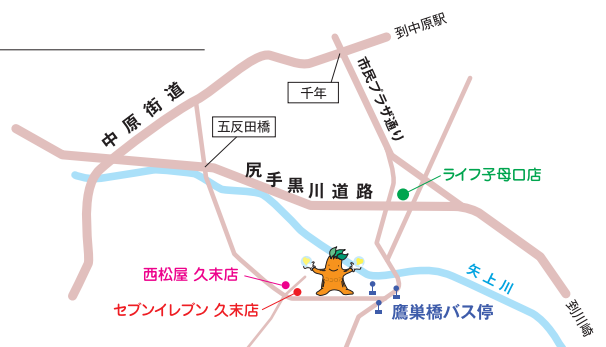 到中原駅
千年
市民プラザ通り
中原街道
五反田橋
尻手黒川道路
ライフ子母口店
西松屋 久末店
セブンイレブン 久末店
鷹巣橋バス停
矢上川
到川崎